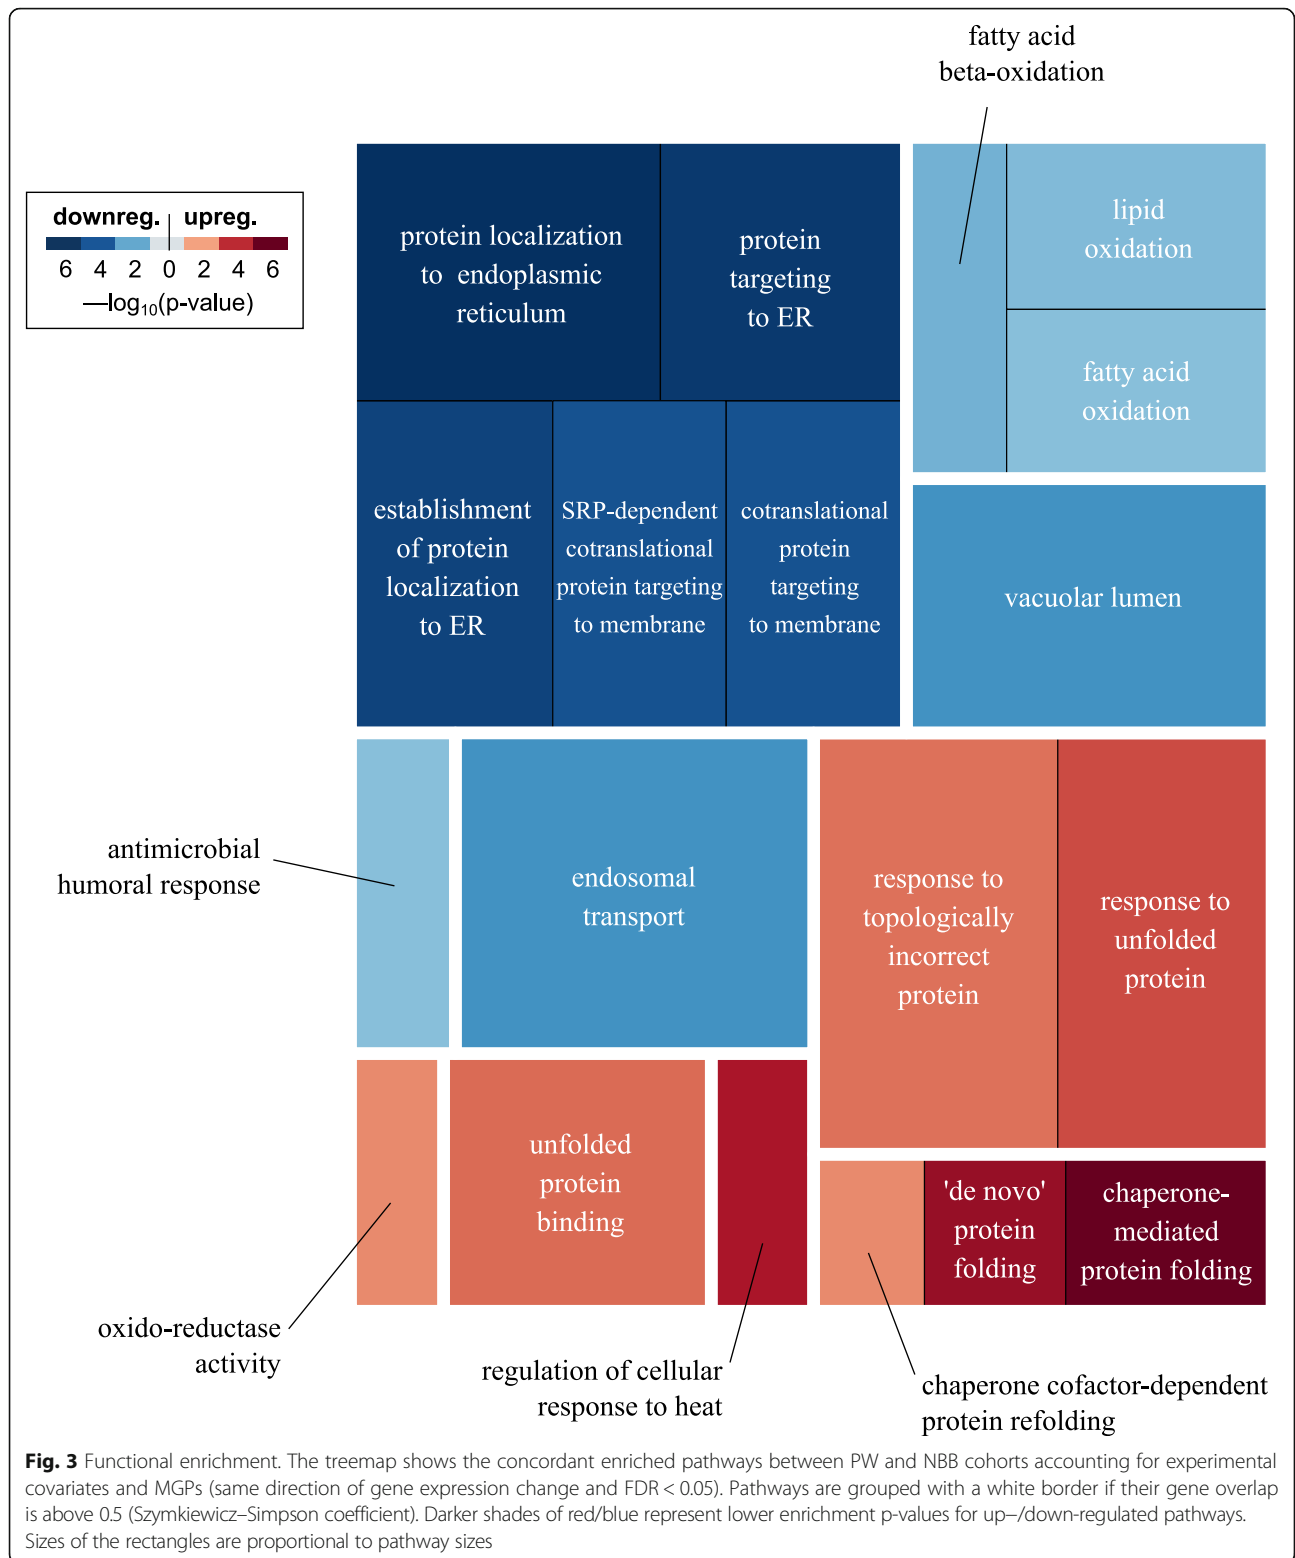 fatty acid
beta-oxidation
downreg. upreg.
6 4 2 0 2 4 6
—log10(p-value)
protein localization
to endoplasmic
reticulum
protein
targeting
to ER
lipid
oxidation
fatty acid
oxidation
establishment
of protein
localization
to ER
SRP-dependent
cotranslational
protein targeting
to membrane
cotranslational
protein
targeting
to membrane
vacuolar lumen
antimicrobial
humoral response
endosomal
transport
response to
topologically
incorrect
protein
response to
unfolded
protein
unfolded
protein
binding
'de novo'
protein
folding
chaperone-
mediated
protein folding
oxido-reductase
activity
regulation of cellular
response to heat
chaperone cofactor-dependent
protein refolding
Fig. 3 Functional enrichment. The treemap shows the concordant enriched pathways between PW and NBB cohorts accounting for experimental
covariates and MGPs (same direction of gene expression change and FDR < 0.05). Pathways are grouped with a white border if their gene overlap
is above 0.5 (Szymkiewicz–Simpson coefficient). Darker shades of red/blue represent lower enrichment p-values for up–/down-regulated pathways.
Sizes of the rectangles are proportional to pathway sizes